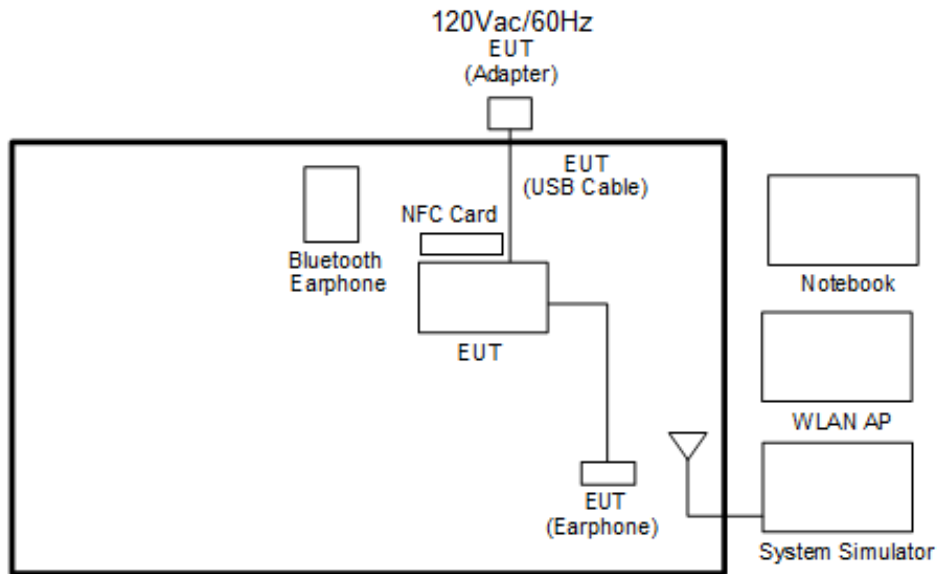 120Vac/60Hz
EUT
(Adapter)
EUT
(USB Cable)
NFC Card
Bluetooth
Earphone
EUT
Notebook
WLAN AP
EUT
(Earphone)
System Simulator